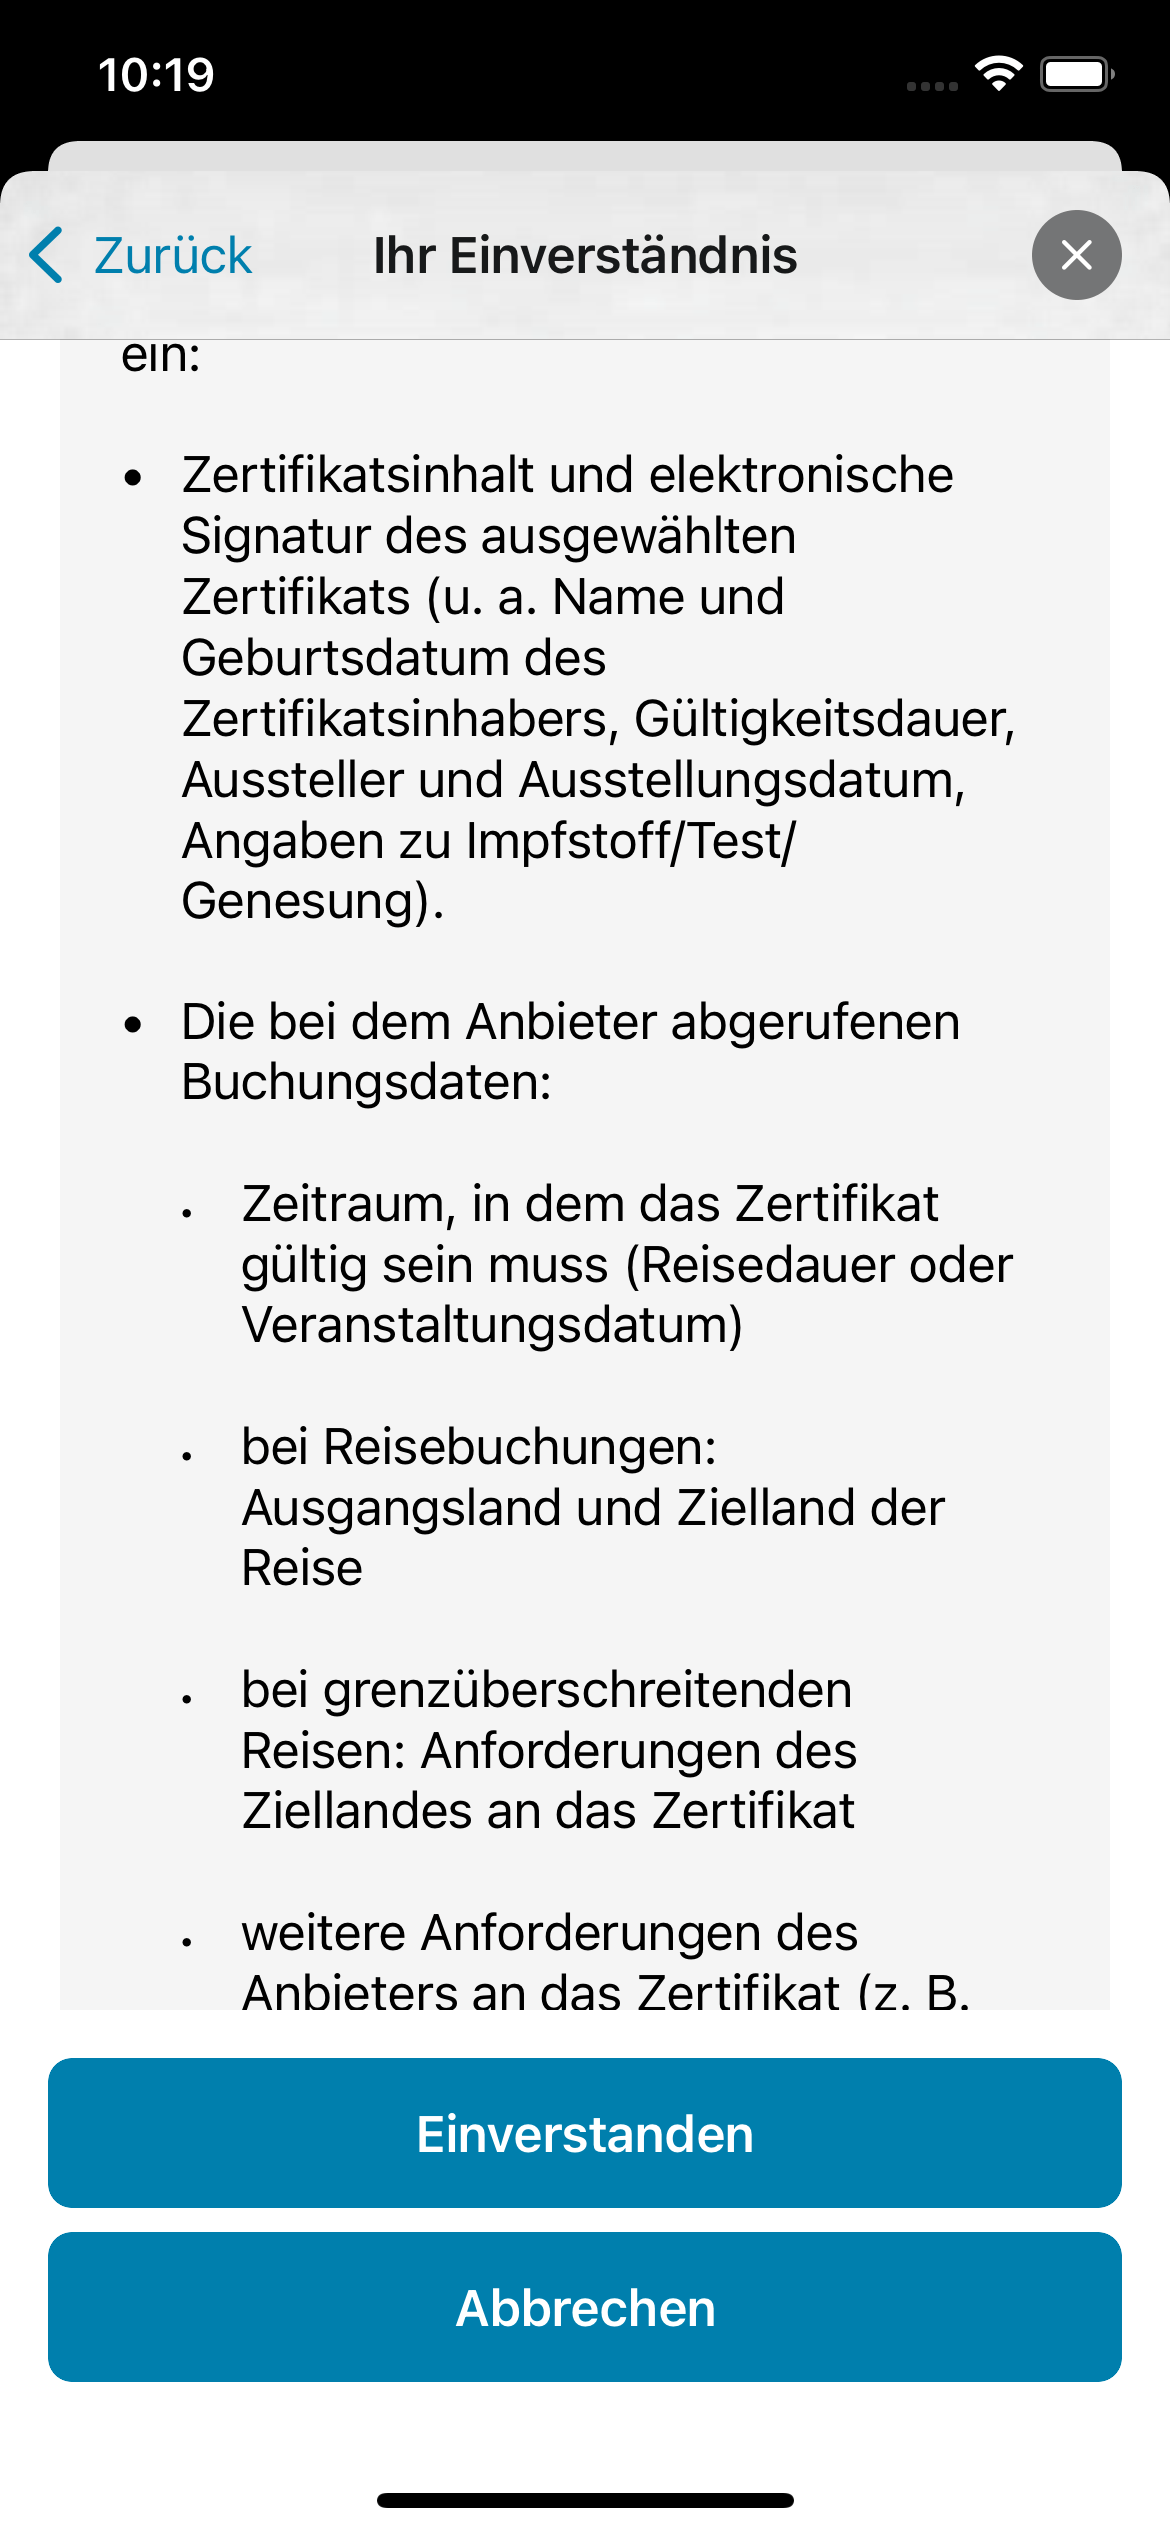 10:19
Zurück
Ihr Einverständnis
ein:
• Zertifikatsinhalt und elektronische
Signatur des ausgewählten
Zertifikats (u. a. Name und
Geburtsdatum des
Zertifikatsinhabers, Gültigkeitsdauer,
Aussteller und Ausstellungsdatum,
Angaben zu Impfstoff/Test/
Genesung).
• Die bei dem Anbieter abgerufenen
Buchungsdaten:
• Zeitraum, in dem das Zertifikat
gültig sein muss (Reisedauer oder
Veranstaltungsdatum)
• bei Reisebuchungen:
Ausgangsland und Zielland der
Reise
• bei grenzüberschreitenden
Reisen: Anforderungen des
Ziellandes an das Zertifikat
• weitere Anforderungen des
Anbieters an das Zertifikat (z. B.
Einverstanden
Abbrechen